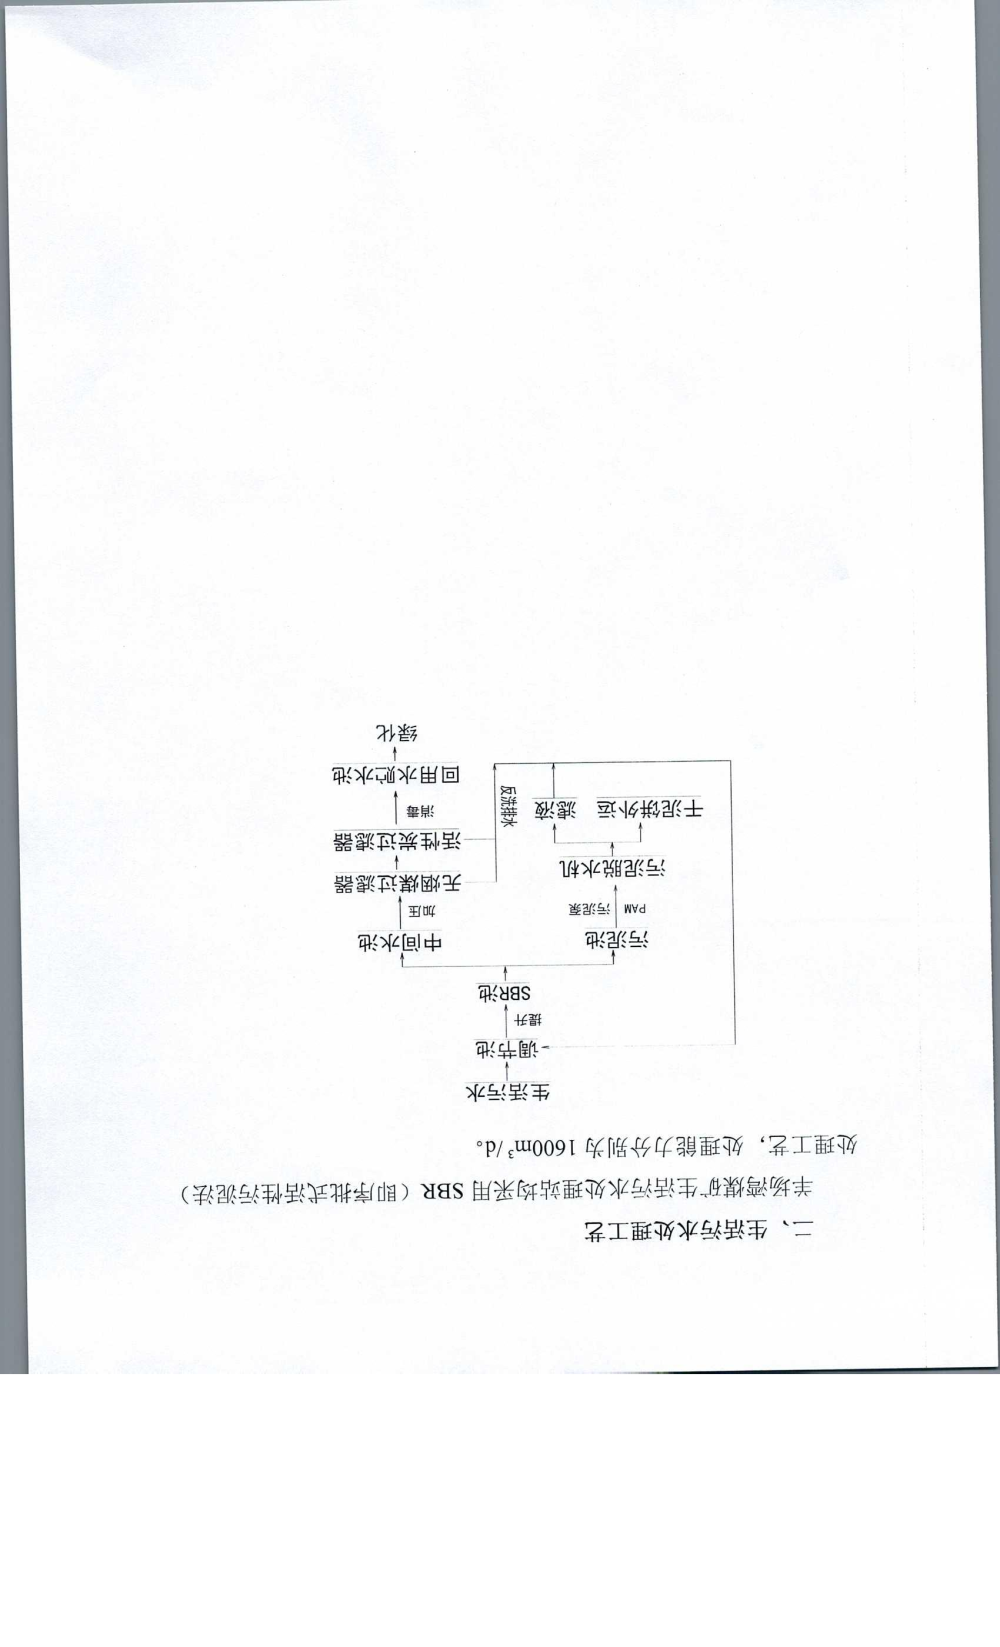 二、生活污水处理工艺
羊场湾煤矿生活污水处理站均采用 SBR（即序批式活性污泥法）
处理工艺，处理能力分别为 1600m³/d。
生活污水
调节池
提升
SBR池
污泥池
中间水池
PAM 污泥泵
加压
污泥脱水机
无烟煤过滤器
活性炭过滤器
干泥饼外运
滤液
反洗排水
消毒
回用水贮水池
绿化